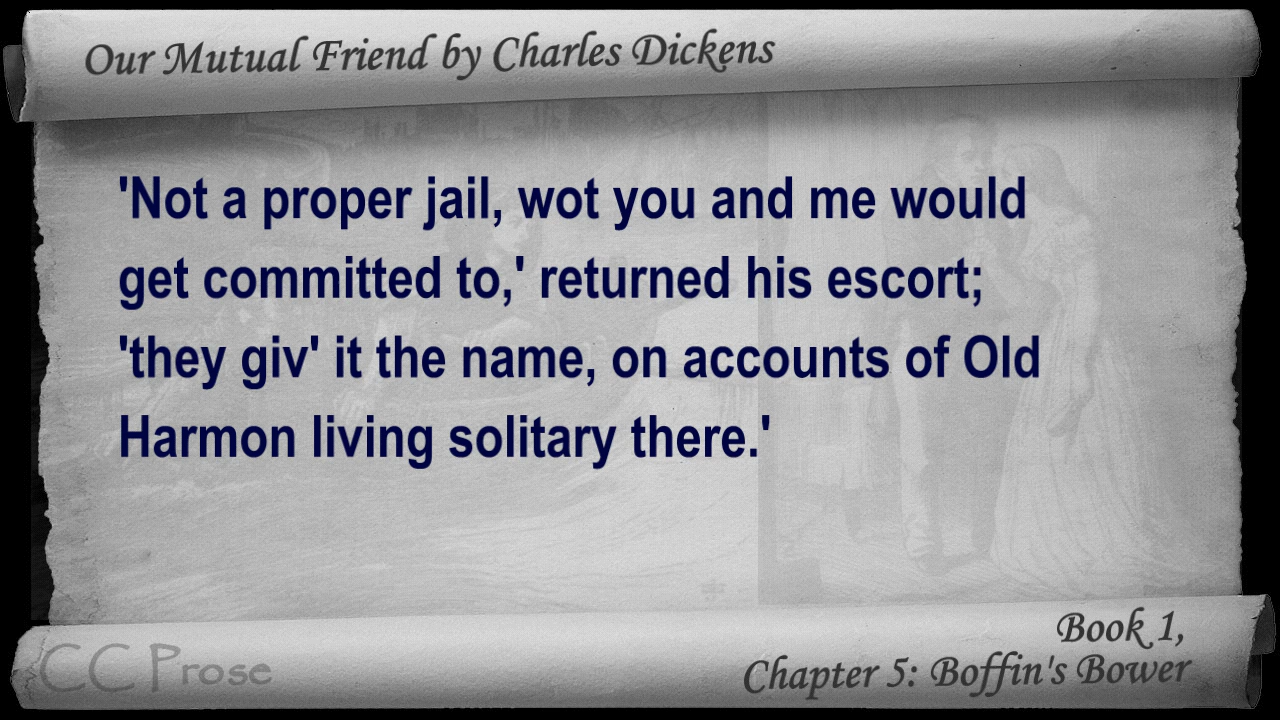 Our Mutual Friend by Charles Dickens
'Not a proper jail, wot you and me would
get committed to,' returned his escort;
'they giv' it the name, on accounts of Old
Harmon living solitary there.'
Book 1,
Chapter 5: Boffin's Bower
CC Prose